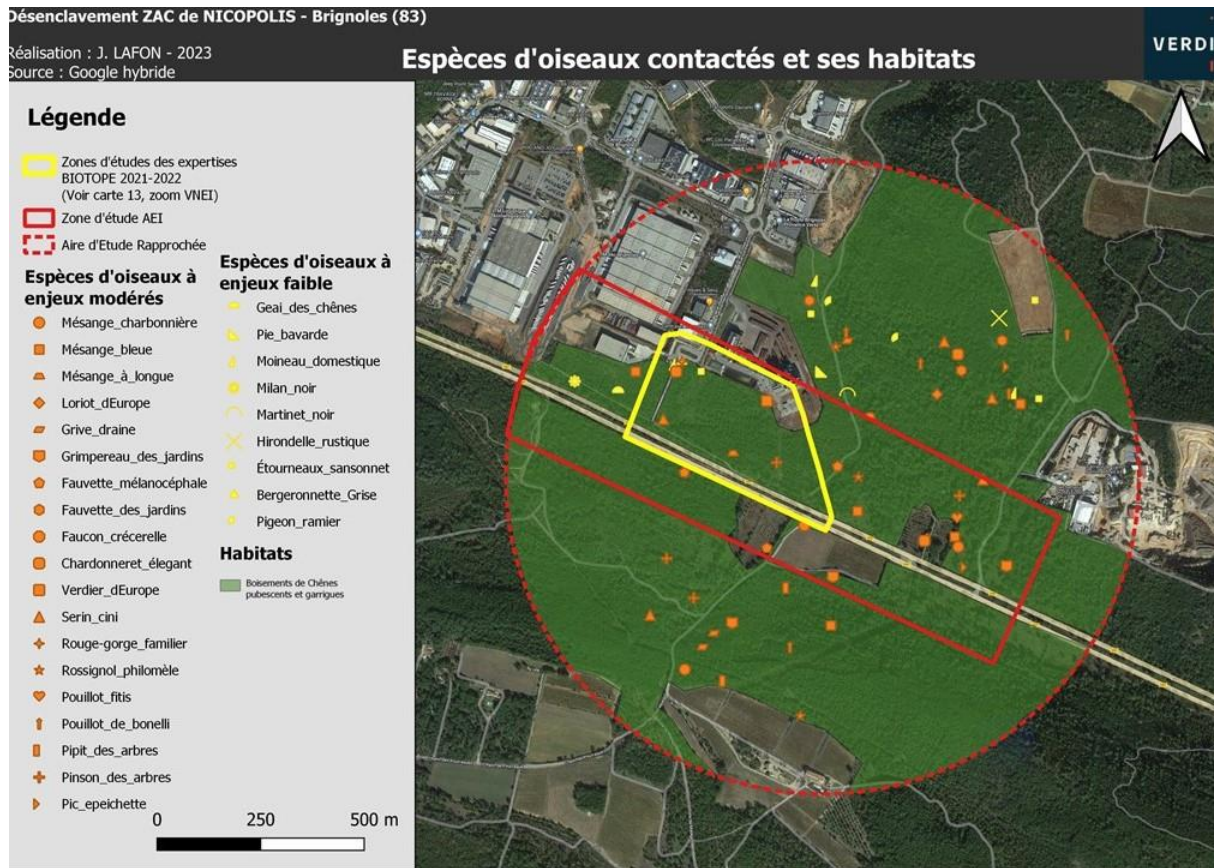 Désenclavement ZAC de NICOPOLIS - Brignoles (83)
Réalisation : J. LAFON - 2023
Source : Google hybride
Espèces d'oiseaux contactés et ses habitats
VERDI
Légende
Zones d'études des expertises
BIOTOPE 2021-2022
(Voir carte 13, zoom VNEI)
Zone d'étude AEI
Aire d'Etude Rapprochée
Espèces d'oiseaux à
enjeux modérés
Mésange_charbonnière
Mésange_bleue
Mésange_à_longue
Loriot_dEurope
Grive_draine
Grimpereau_des_jardins
Fauvette_mélanocéphale
Fauvette_des_jardins
Faucon_crécerelle
Chardonneret_élegant
Verdier_dEurope
Serin_cini
Rouge-gorge_familier
Rossignol_philomèle
Pouillot_fitis
Pouillot_de_bonelli
Pipit_des_arbres
Pinson_des_arbres
Pic_epeichette
Espèces d'oiseaux à
enjeux faible
Geai_des_chênes
Pie_bavarde
Moineau_domestique
Milan_noir
Martinet_noir
Hirondelle_rustique
Étourneaux_sansonnet
Bergeronnette_Grise
Pigeon_ramier
Habitats
Boisements de Chênes
pubescents et garrigues
0 250 500 m